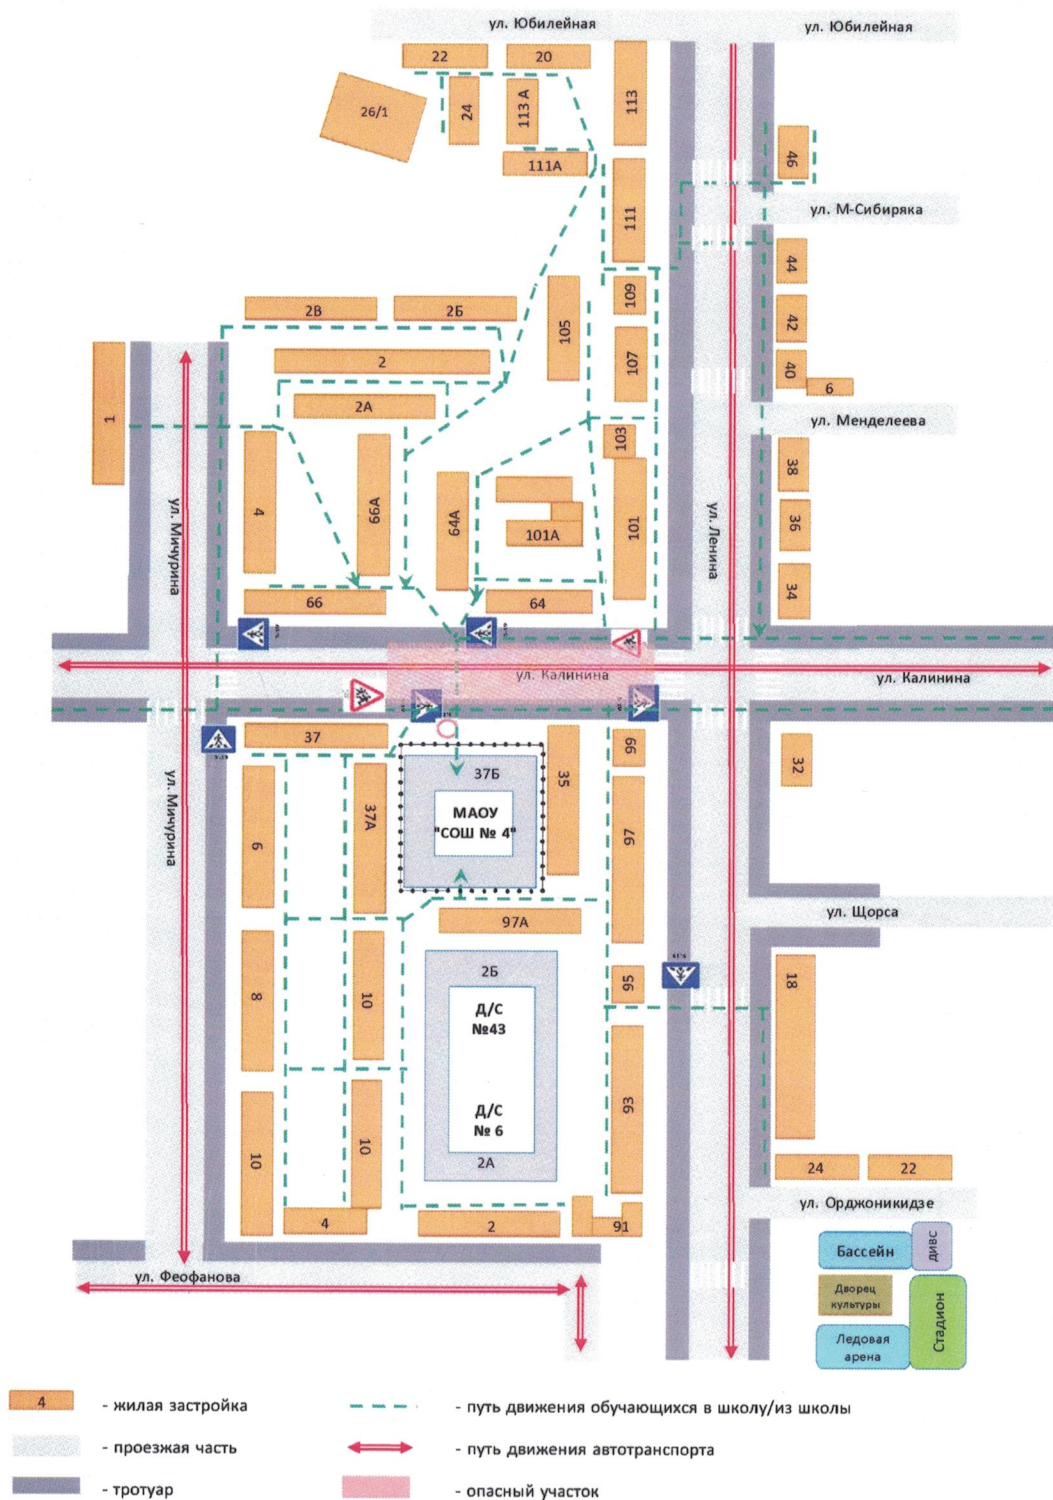 ул. Юбилейная
ул. Юбилейная
22
20
113
26/1
24
113 А
111А
46
111
ул. М-Сибиряка
44
109
2В
2Б
105
42
107
2
40
6
1
2А
ул. Менделеева
103
38
4
66А
64А
101А
101
36
ул. Мичурина
ул. Ленина
34
66
64
ул. Калинина
ул. Калинина
37
99
32
ул. Мичурина
37Б
35
6
37А
МАОУ
"СОШ № 4"
97
97А
ул. Щорса
2Б
95
18
8
10
Д/С
№43
93
Д/С
№ 6
10
10
2А
24
22
4
2
91
ул. Орджоникидзе
Бассейн
ДИВС
ул. Феофанова
Дворец
культуры
Стадион
Ледовая
арена
4
- жилая застройка
- путь движения обучающихся в школу/из школы
- проезжая часть
- путь движения автотранспорта
- тротуар
- опасный участок